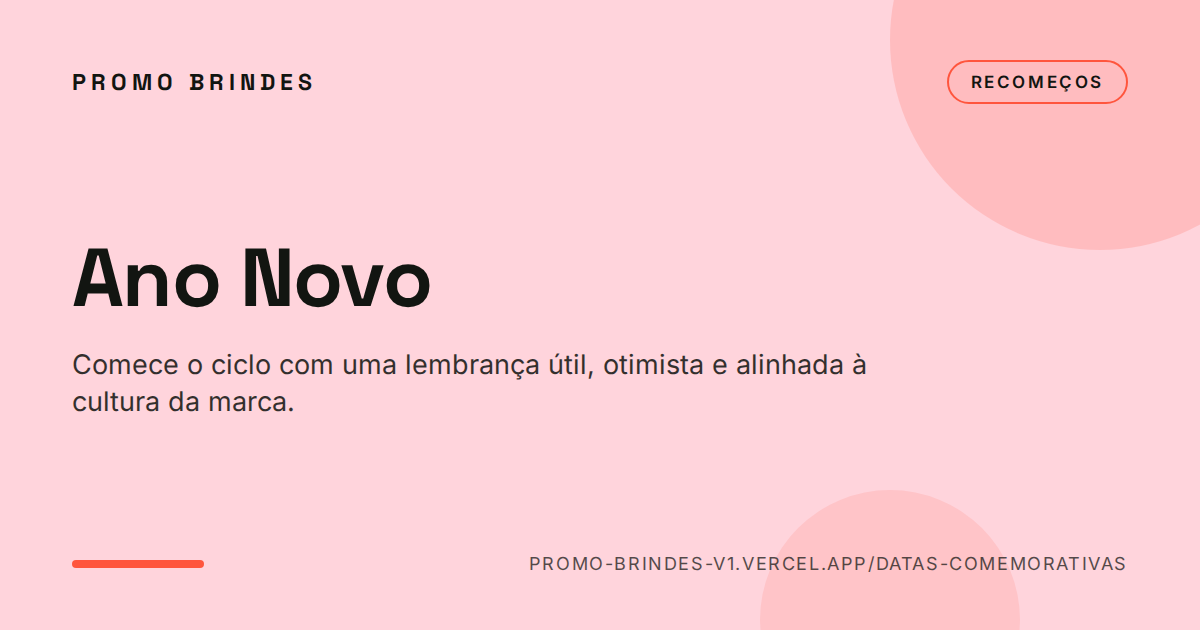 PROMO BRINDES
RECOMEÇOS
Ano Novo
Comece o ciclo com uma lembrança útil, otimista e alinhada à
cultura da marca.
PROMO-BRINDES-V1.VERCEL.APP/DATAS-COMEMORATIVAS